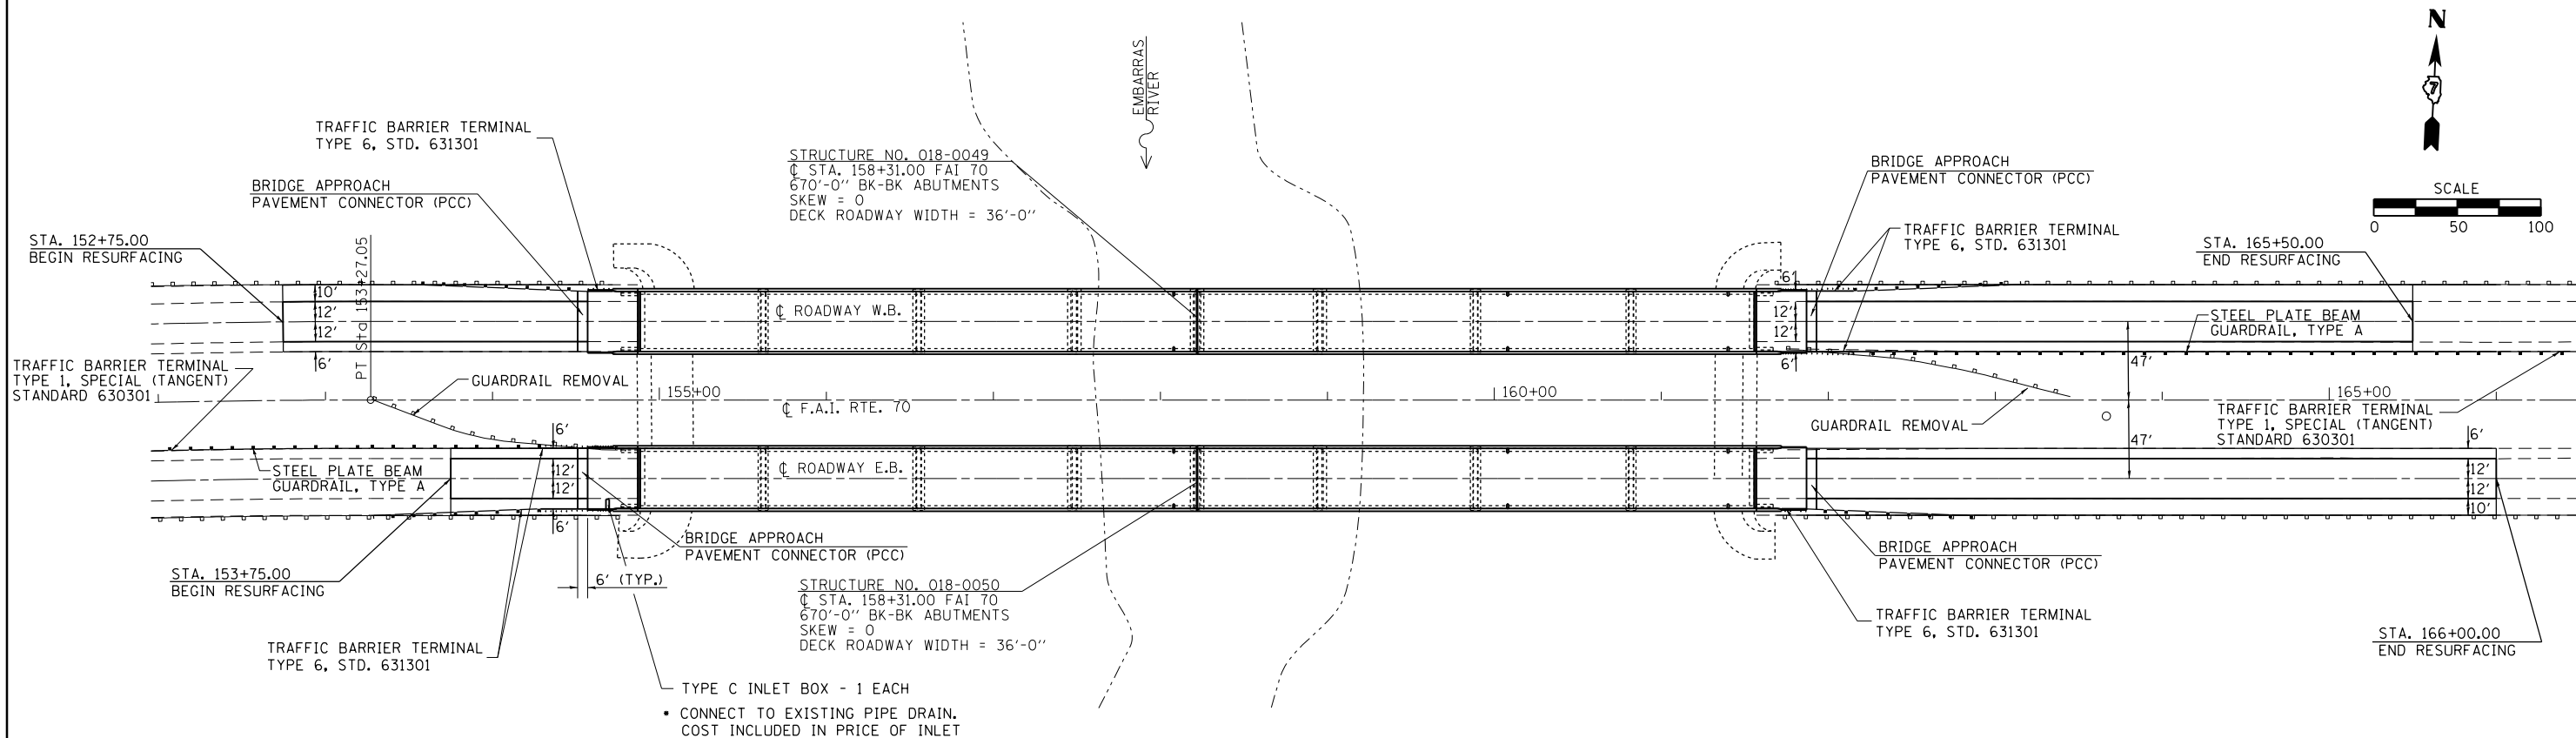 N
7
SCALE
0 50 100
EMBARRAS
RIVER
TRAFFIC BARRIER TERMINAL
TYPE 6, STD. 631301
BRIDGE APPROACH
PAVEMENT CONNECTOR (PCC)
STA. 152+75.00
BEGIN RESURFACING
PT Sta 153+27.05
STRUCTURE NO. 018-0049
℄ STA. 158+31.00 FAI 70
670'-0" BK-BK ABUTMENTS
SKEW = 0
DECK ROADWAY WIDTH = 36'-0"
BRIDGE APPROACH
PAVEMENT CONNECTOR (PCC)
TRAFFIC BARRIER TERMINAL
TYPE 6, STD. 631301
STA. 165+50.00
END RESURFACING
10'
12'
12'
6'
℄ ROADWAY W.B.
6'
12'
12'
6'
STEEL PLATE BEAM
GUARDRAIL, TYPE A
47'
TRAFFIC BARRIER TERMINAL
TYPE 1, SPECIAL (TANGENT)
STANDARD 630301
GUARDRAIL REMOVAL
155+00
℄ F.A.I. RTE. 70
160+00
165+00
GUARDRAIL REMOVAL
47'
TRAFFIC BARRIER TERMINAL
TYPE 1, SPECIAL (TANGENT)
STANDARD 630301
6'
12'
12'
6'
STEEL PLATE BEAM
GUARDRAIL, TYPE A
℄ ROADWAY E.B.
6'
12'
12'
10'
STA. 153+75.00
BEGIN RESURFACING
6' (TYP.)
BRIDGE APPROACH
PAVEMENT CONNECTOR (PCC)
STRUCTURE NO. 018-0050
℄ STA. 158+31.00 FAI 70
670'-0" BK-BK ABUTMENTS
SKEW = 0
DECK ROADWAY WIDTH = 36'-0"
BRIDGE APPROACH
PAVEMENT CONNECTOR (PCC)
TRAFFIC BARRIER TERMINAL
TYPE 6, STD. 631301
STA. 166+00.00
END RESURFACING
TRAFFIC BARRIER TERMINAL
TYPE 6, STD. 631301
TYPE C INLET BOX - 1 EACH
• CONNECT TO EXISTING PIPE DRAIN.
COST INCLUDED IN PRICE OF INLET